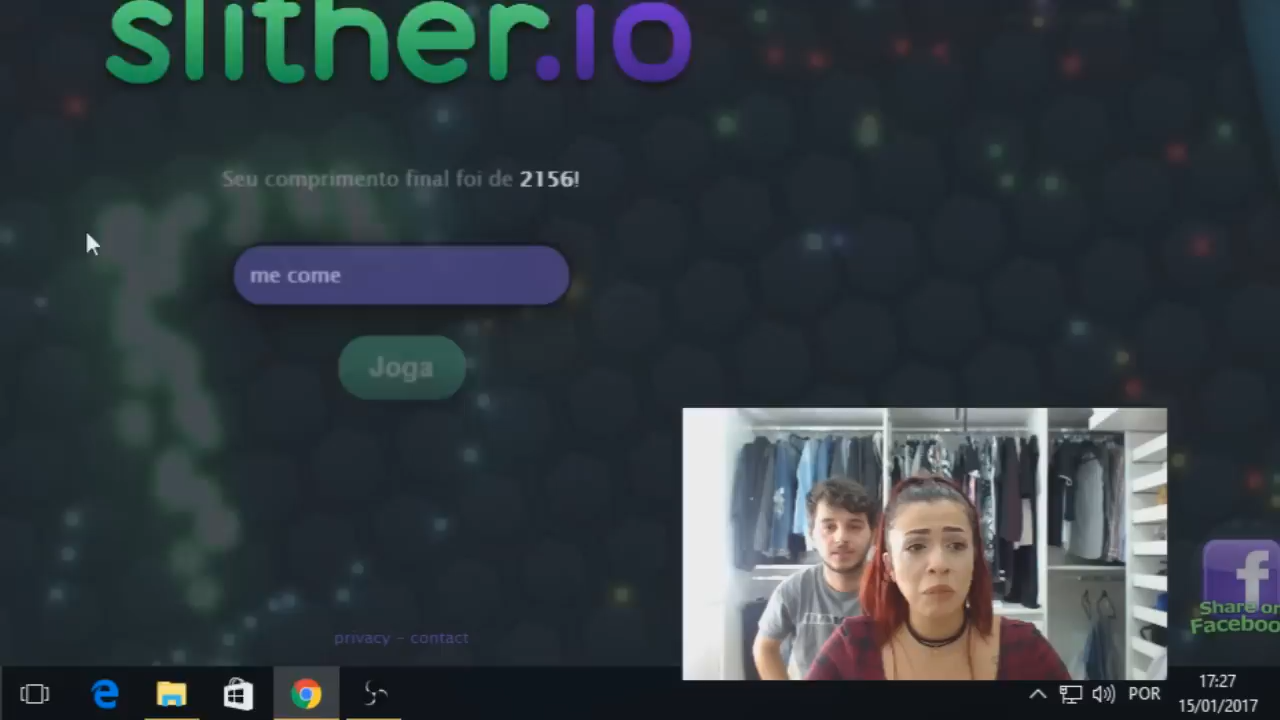 slither.io
Seu comprimento final foi de 2156!
me come
Joga
privacy - contact
Share on
Faceboo
POR
17:27
15/01/2017